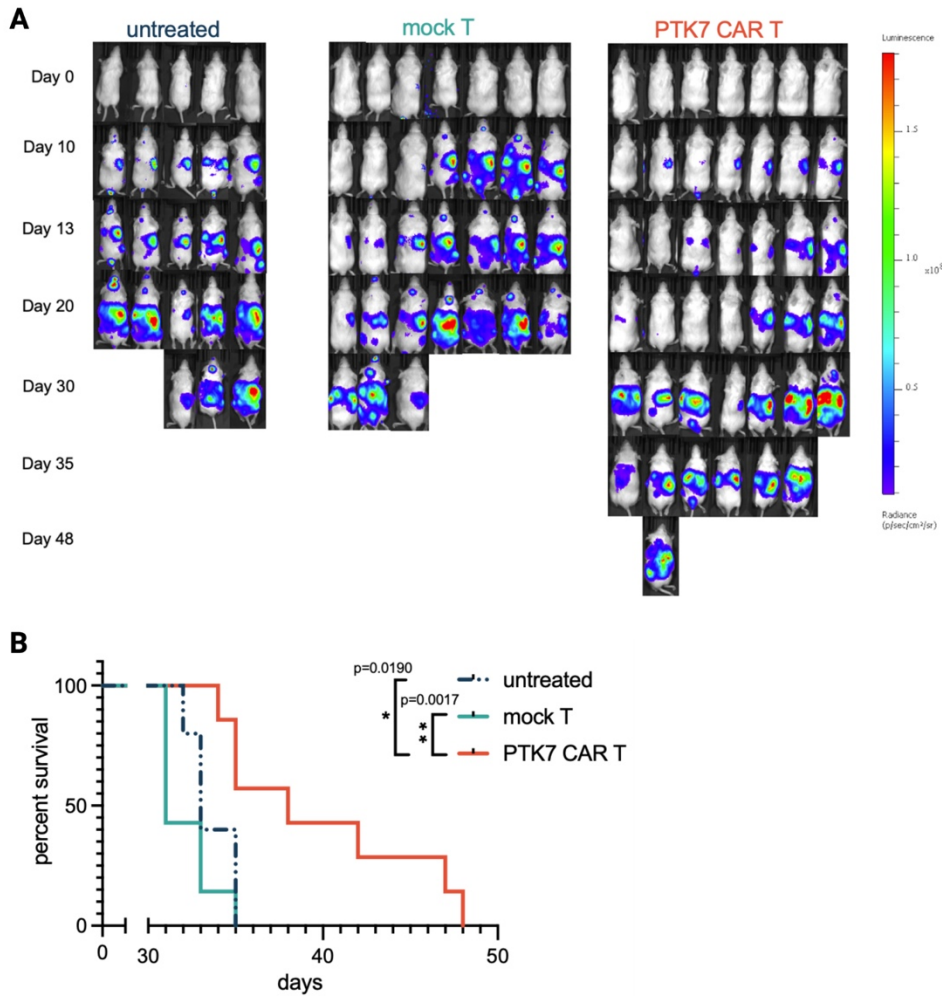 A
untreated
mock T
PTK7 CAR T
Luminescence
Day 0
Day 10
Day 13
Day 20
Day 30
Day 35
Day 48
1.5
1.0
x10⁸
0.5
Radiance
(p/sec/cm²/sr)
B
percent survival
100
50
0
0
30
40
50
days
p=0.0190
p=0.0017
*
**
untreated
mock T
PTK7 CAR T